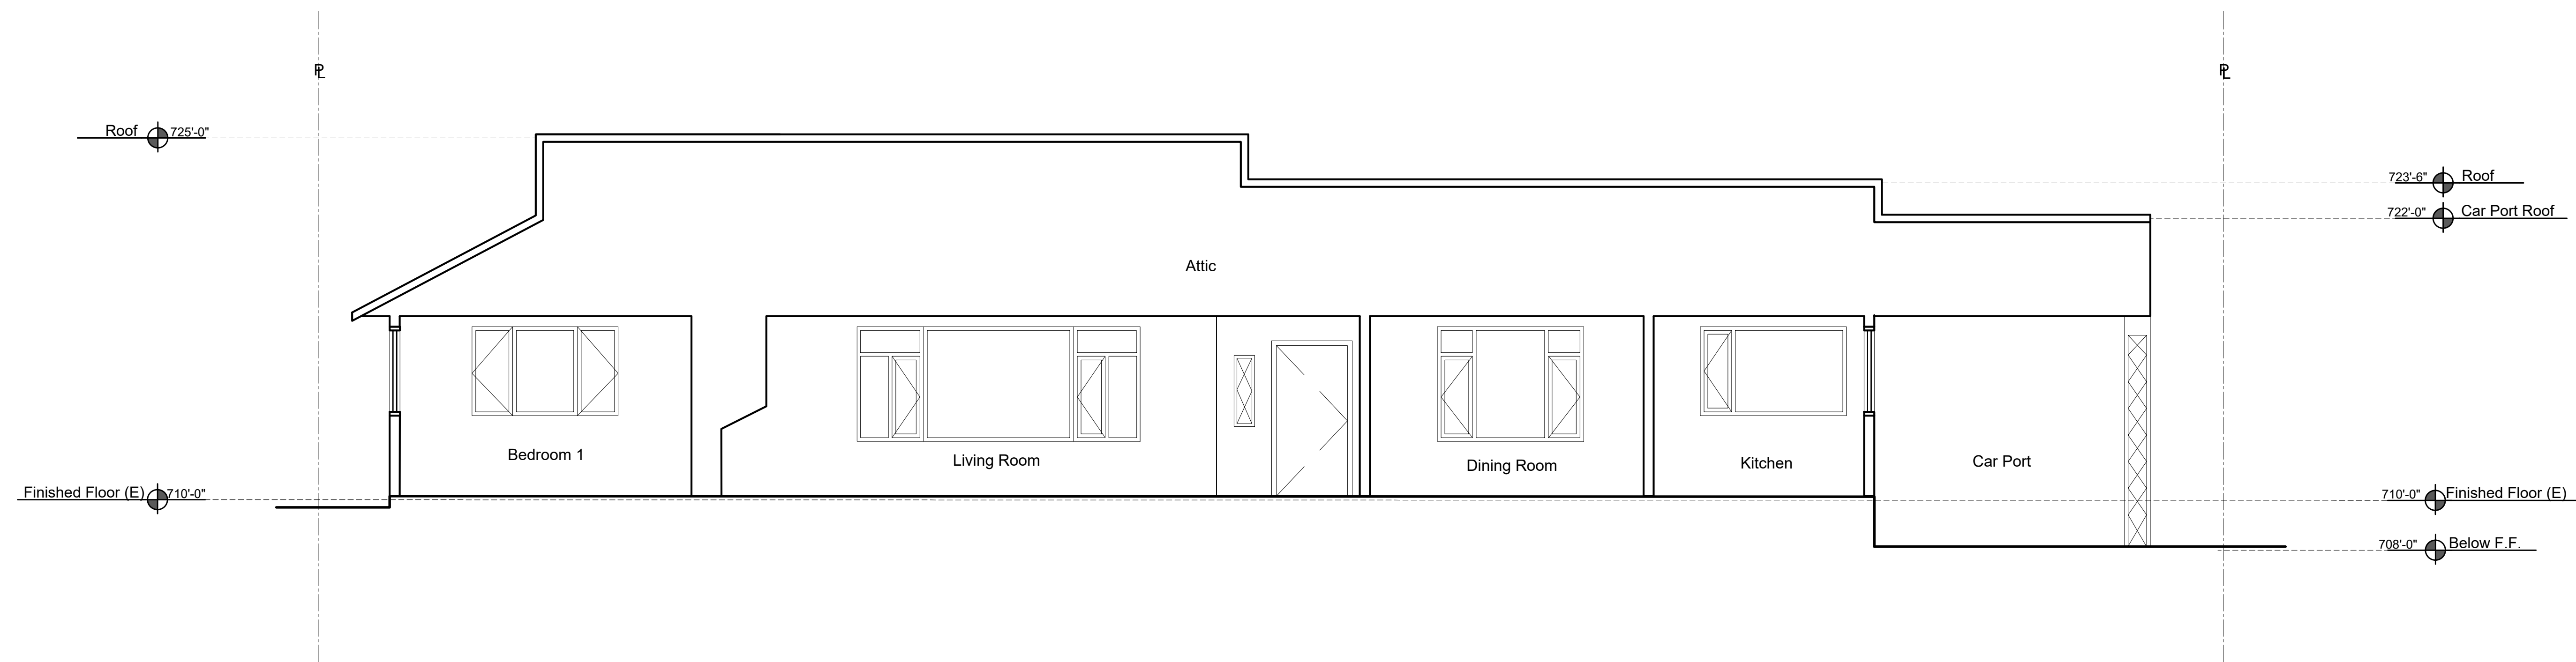 PL
PL
Roof 725'-0"
723'-6" Roof
722'-0" Car Port Roof
Attic
Bedroom 1
Living Room
Dining Room
Kitchen
Car Port
Finished Floor (E) 710'-0"
710'-0" Finished Floor (E)
708'-0" Below F.F.